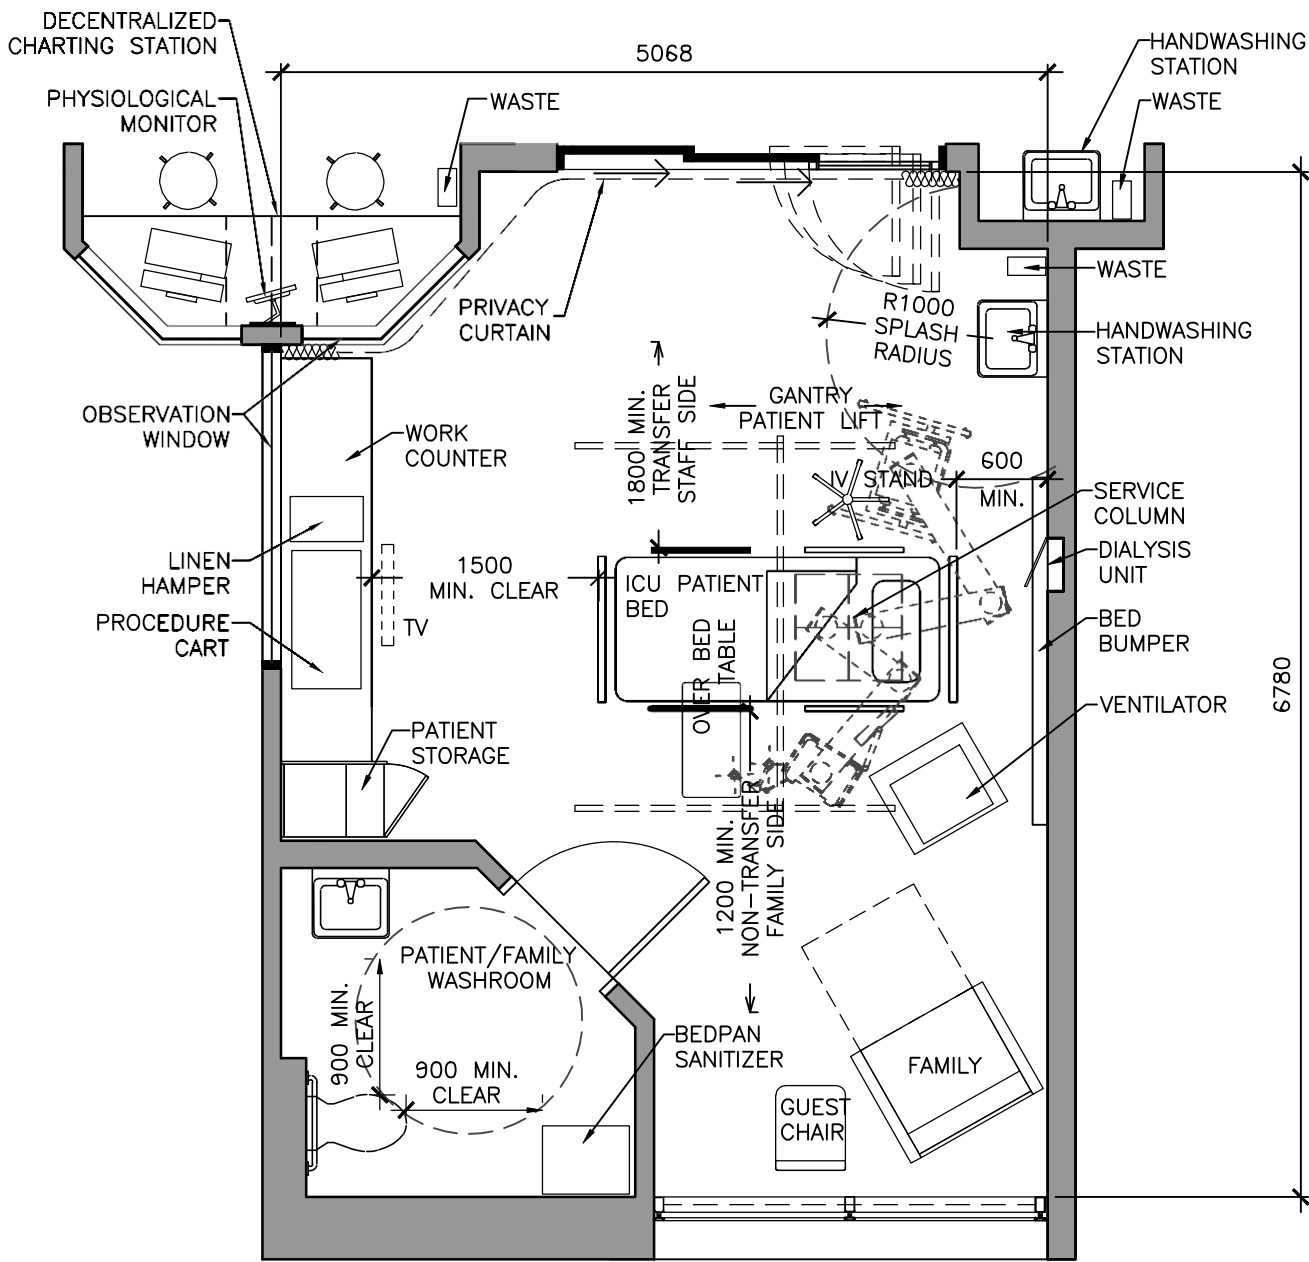 DECENTRALIZED
CHARTING STATION
5068
HANDWASHING
STATION
PHYSIOLOGICAL
MONITOR
WASTE
WASTE
WASTE
PRIVACY
CURTAIN
R1000
SPLASH
RADIUS
HANDWASHING
STATION
1800 MIN.
TRANSFER
STAFF SIDE
GANTRY
PATIENT LIFT
OBSERVATION
WINDOW
WORK
COUNTER
600
MIN.
IV STAND
SERVICE
COLUMN
LINEN
HAMPER
1500
MIN. CLEAR
ICU PATIENT
BED
DIALYSIS
UNIT
PROCEDURE
CART
TV
OVER BED
TABLE
BED
BUMPER
6780
VENTILATOR
PATIENT
STORAGE
1200 MIN.
NON-TRANSFER
FAMILY SIDE
PATIENT/FAMILY
WASHROOM
900 MIN.
CLEAR
900 MIN.
CLEAR
BEDPAN
SANITIZER
FAMILY
GUEST
CHAIR